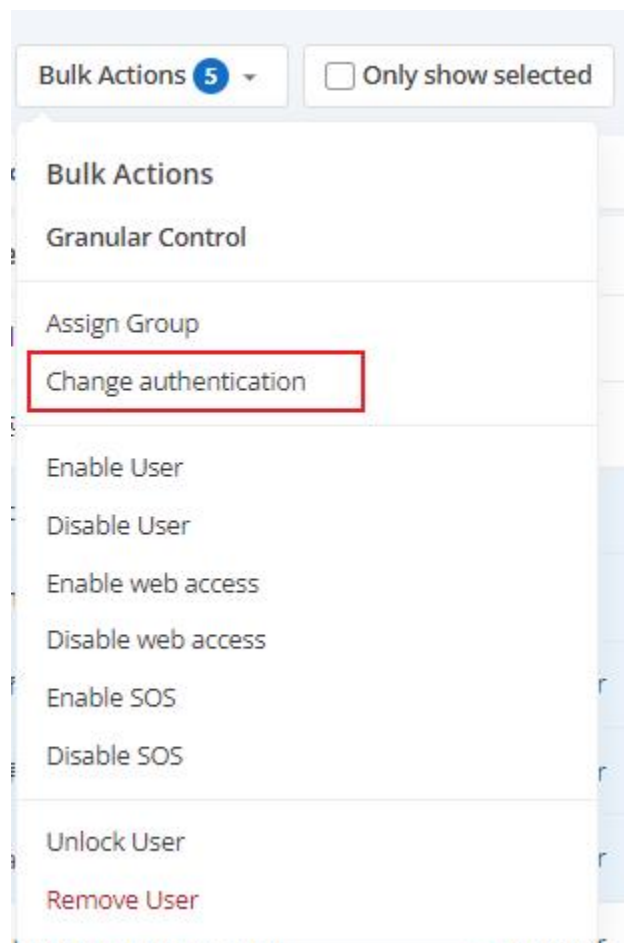 Bulk Actions 5
Only show selected
Bulk Actions
Granular Control
Assign Group
Change authentication
Enable User
Disable User
Enable web access
Disable web access
Enable SOS
Disable SOS
Unlock User
Remove User